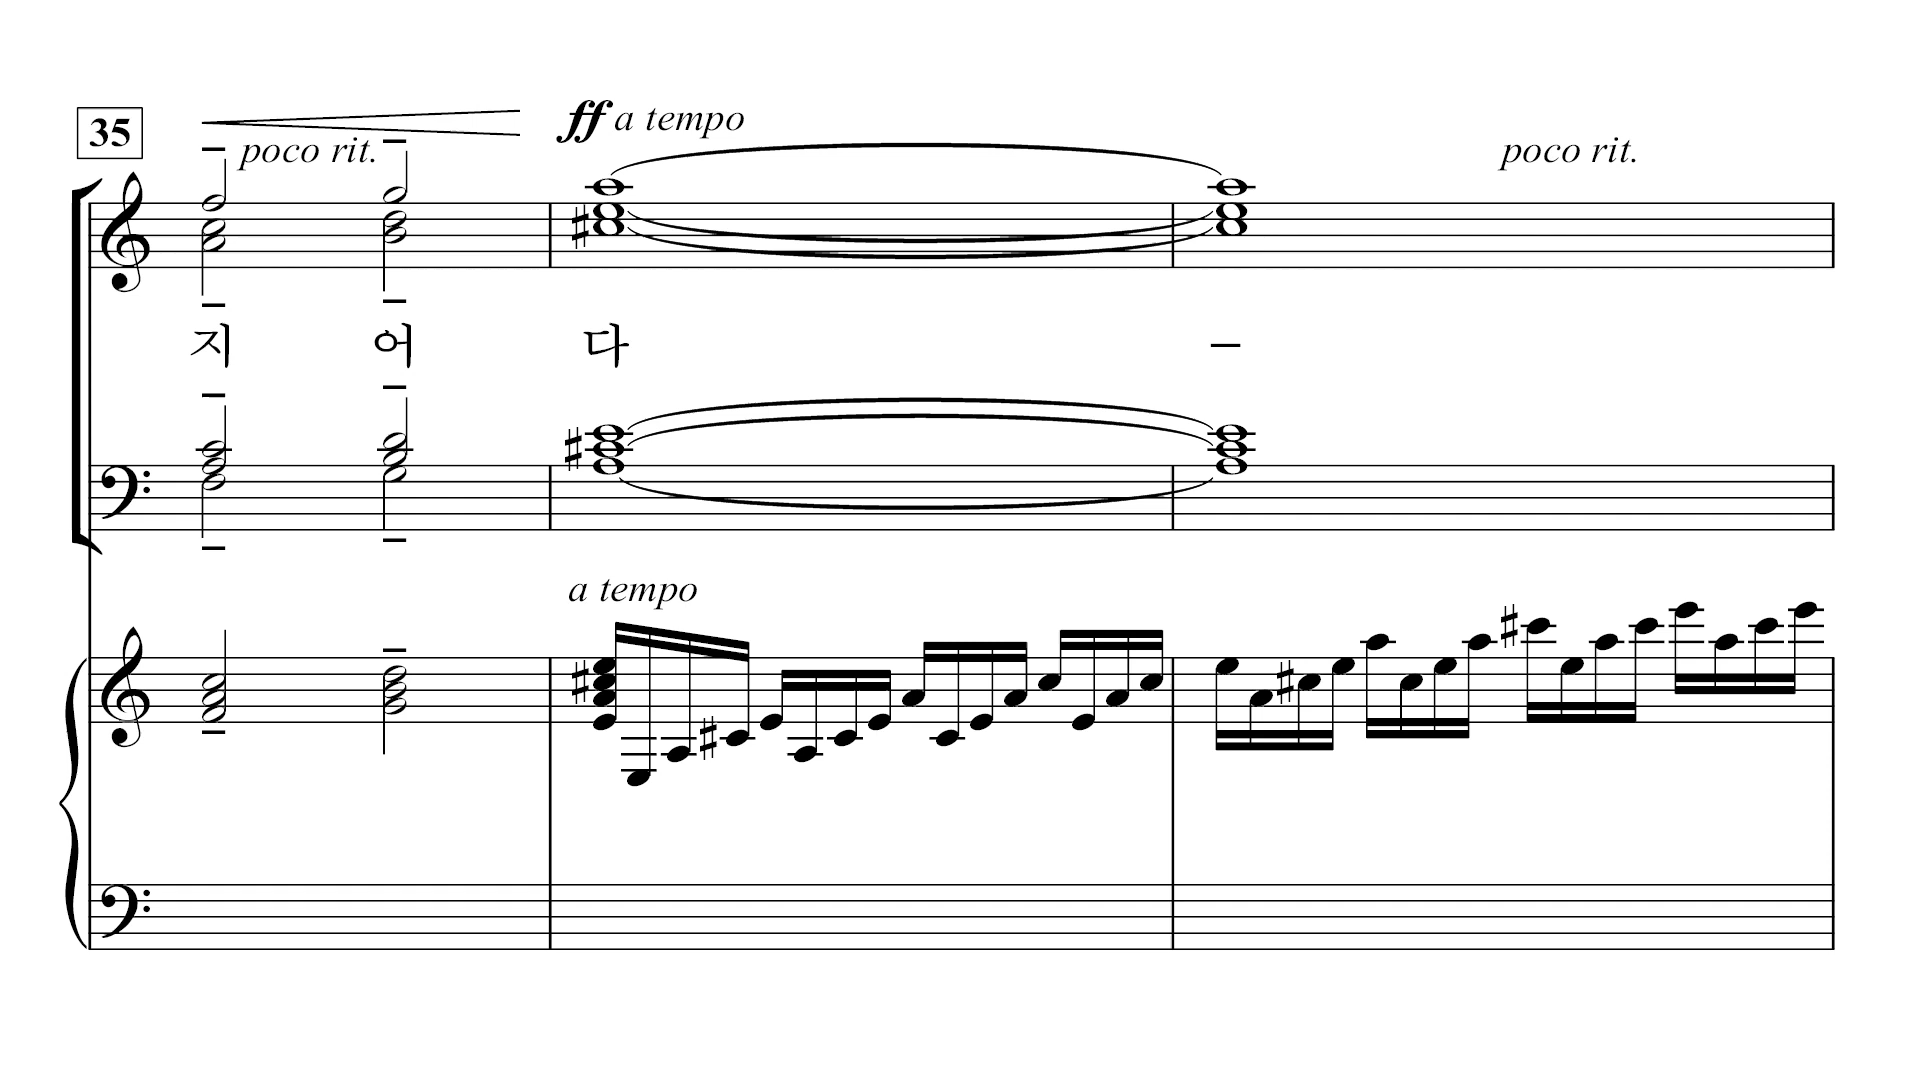 35
poco rit.
ff a tempo
poco rit.
지 어 다 –
a tempo